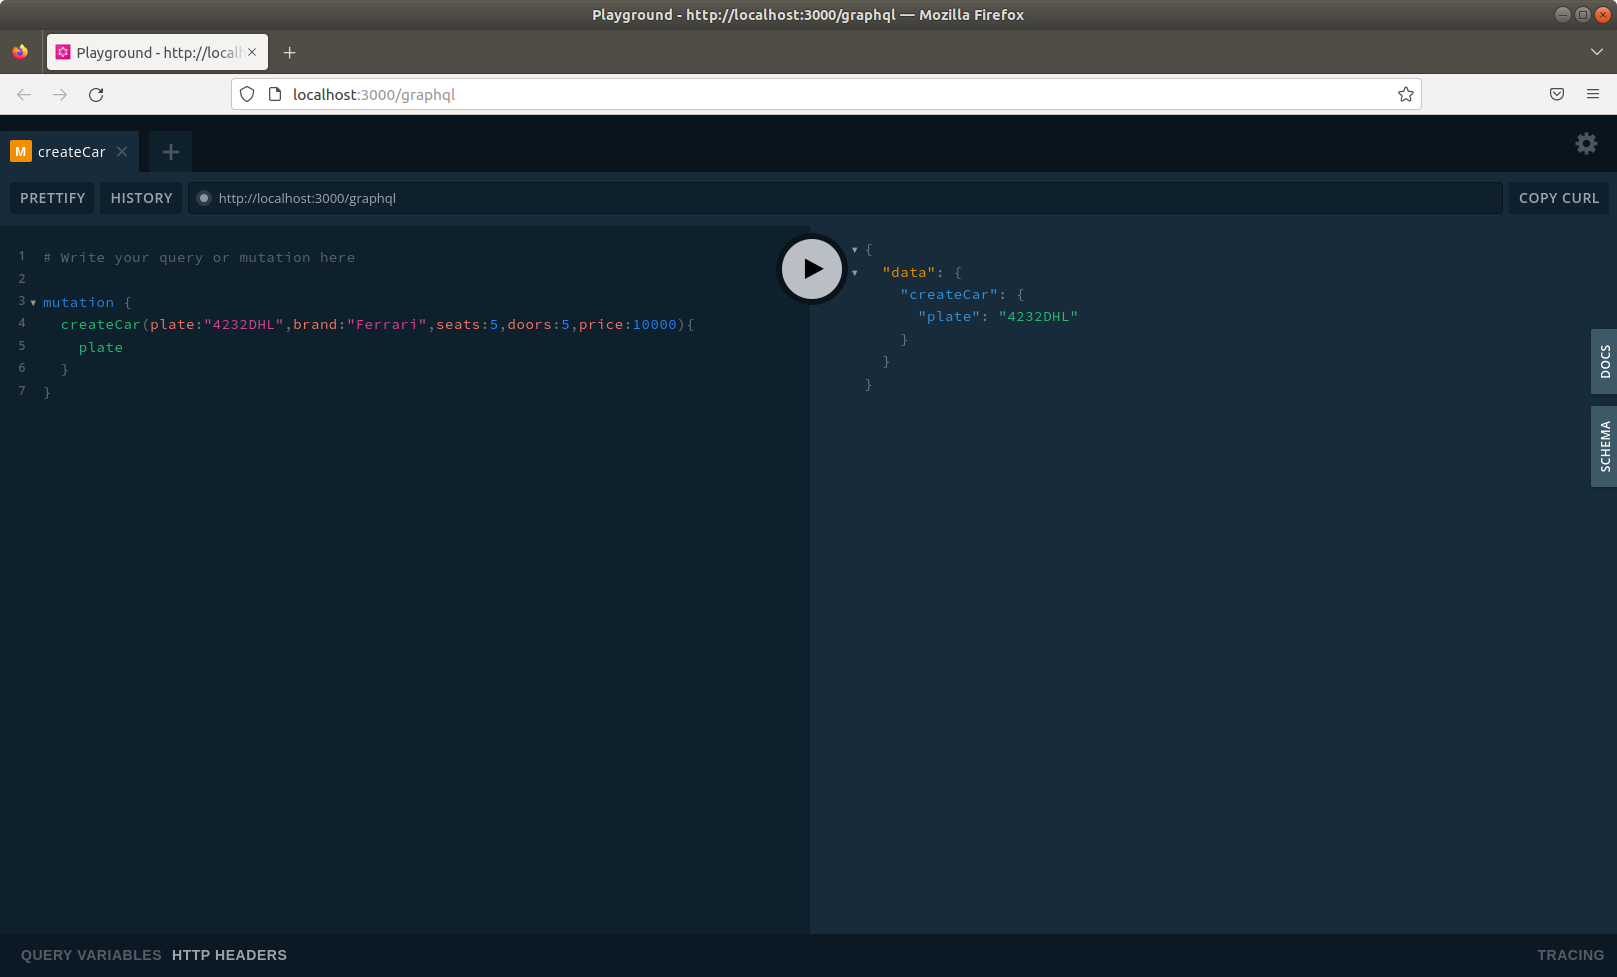 Playground - http://localhost:3000/graphql — Mozilla Firefox
Playground - http://local
localhost:3000/graphql
M createCar
PRETTIFY HISTORY http://localhost:3000/graphql COPY CURL
1 # Write your query or mutation here
2
3 mutation {
4 createCar(plate:"4232DHL",brand:"Ferrari",seats:5,doors:5,price:10000){
5 plate
6 }
7 }
{
"data": {
"createCar": {
"plate": "4232DHL"
}
}
}
DOCS
SCHEMA
QUERY VARIABLES HTTP HEADERS TRACING